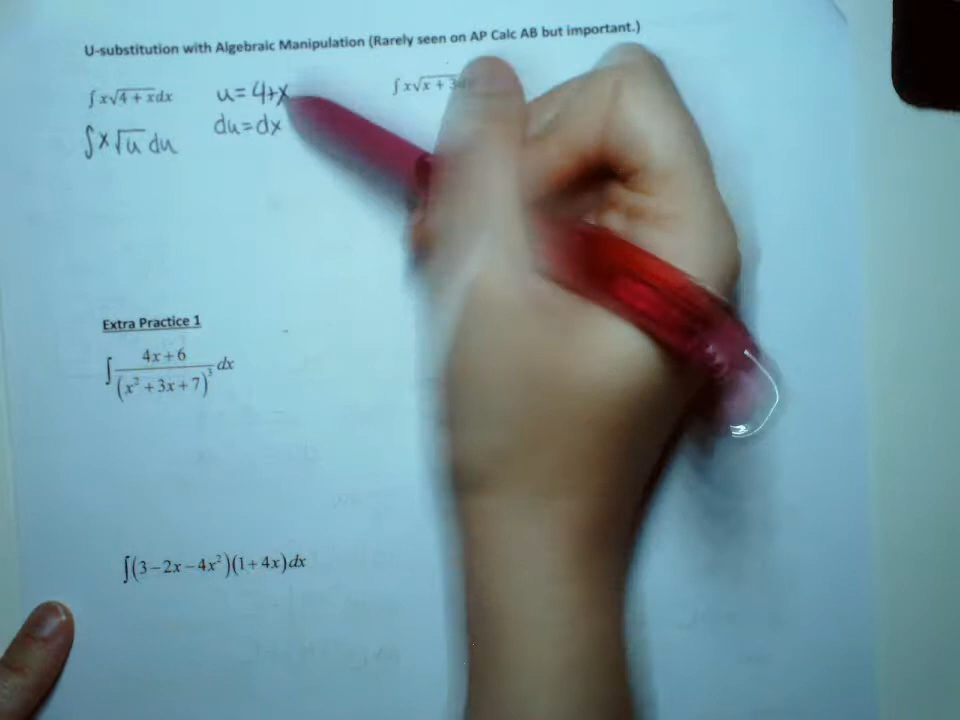 U-substitution with Algebraic Manipulation (Rarely seen on AP Calc AB but important.)
∫x√(4 + x)dx
u=4+x
∫x√(x + 3
du=dx
∫x√u du
Extra Practice 1
∫ (4x+6)/(x² +3x+7)³ dx
∫(3−2x−4x²)(1+4x)dx